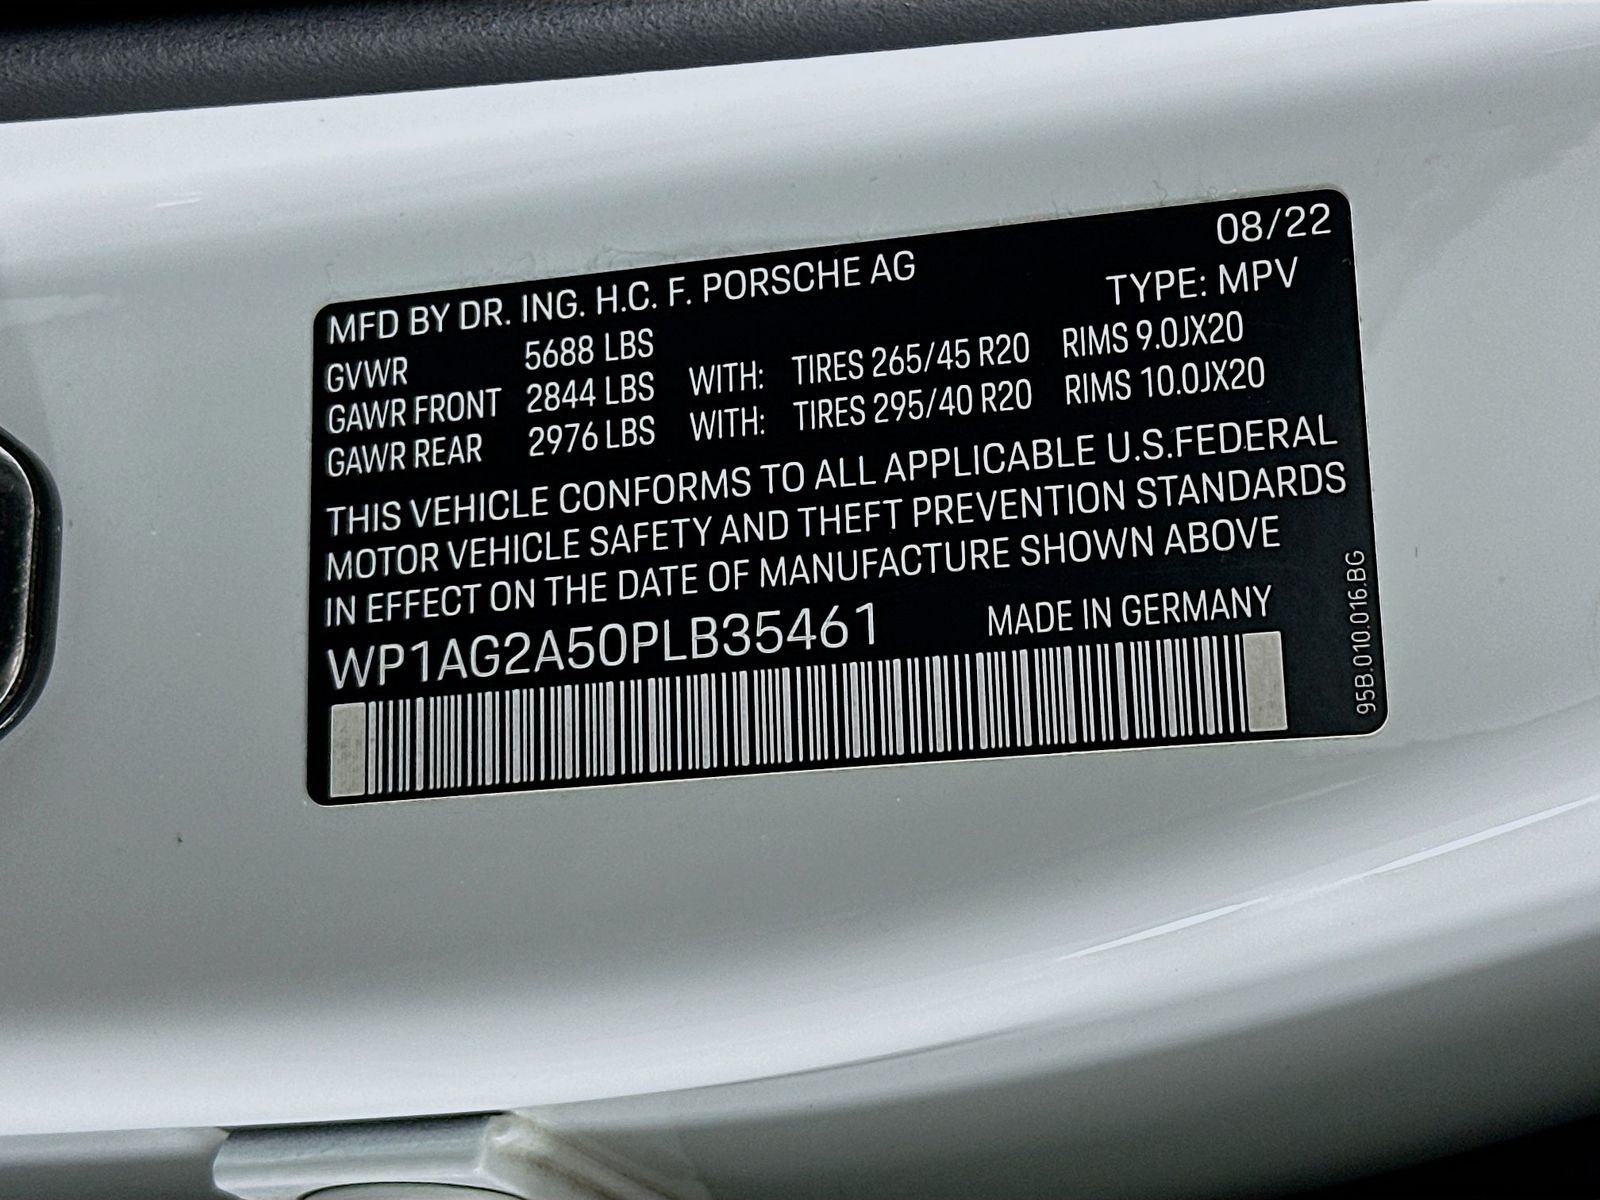 08/22
MFD BY DR. ING. H.C. F. PORSCHE AG TYPE: MPV
GVWR 5688 LBS
GAWR FRONT 2844 LBS WITH: TIRES 265/45 R20 RIMS 9.0JX20
GAWR REAR 2976 LBS WITH: TIRES 295/40 R20 RIMS 10.0JX20
THIS VEHICLE CONFORMS TO ALL APPLICABLE U.S.FEDERAL
MOTOR VEHICLE SAFETY AND THEFT PREVENTION STANDARDS
IN EFFECT ON THE DATE OF MANUFACTURE SHOWN ABOVE
WP1AG2A50PLB35461 MADE IN GERMANY
95B.010.016.BG